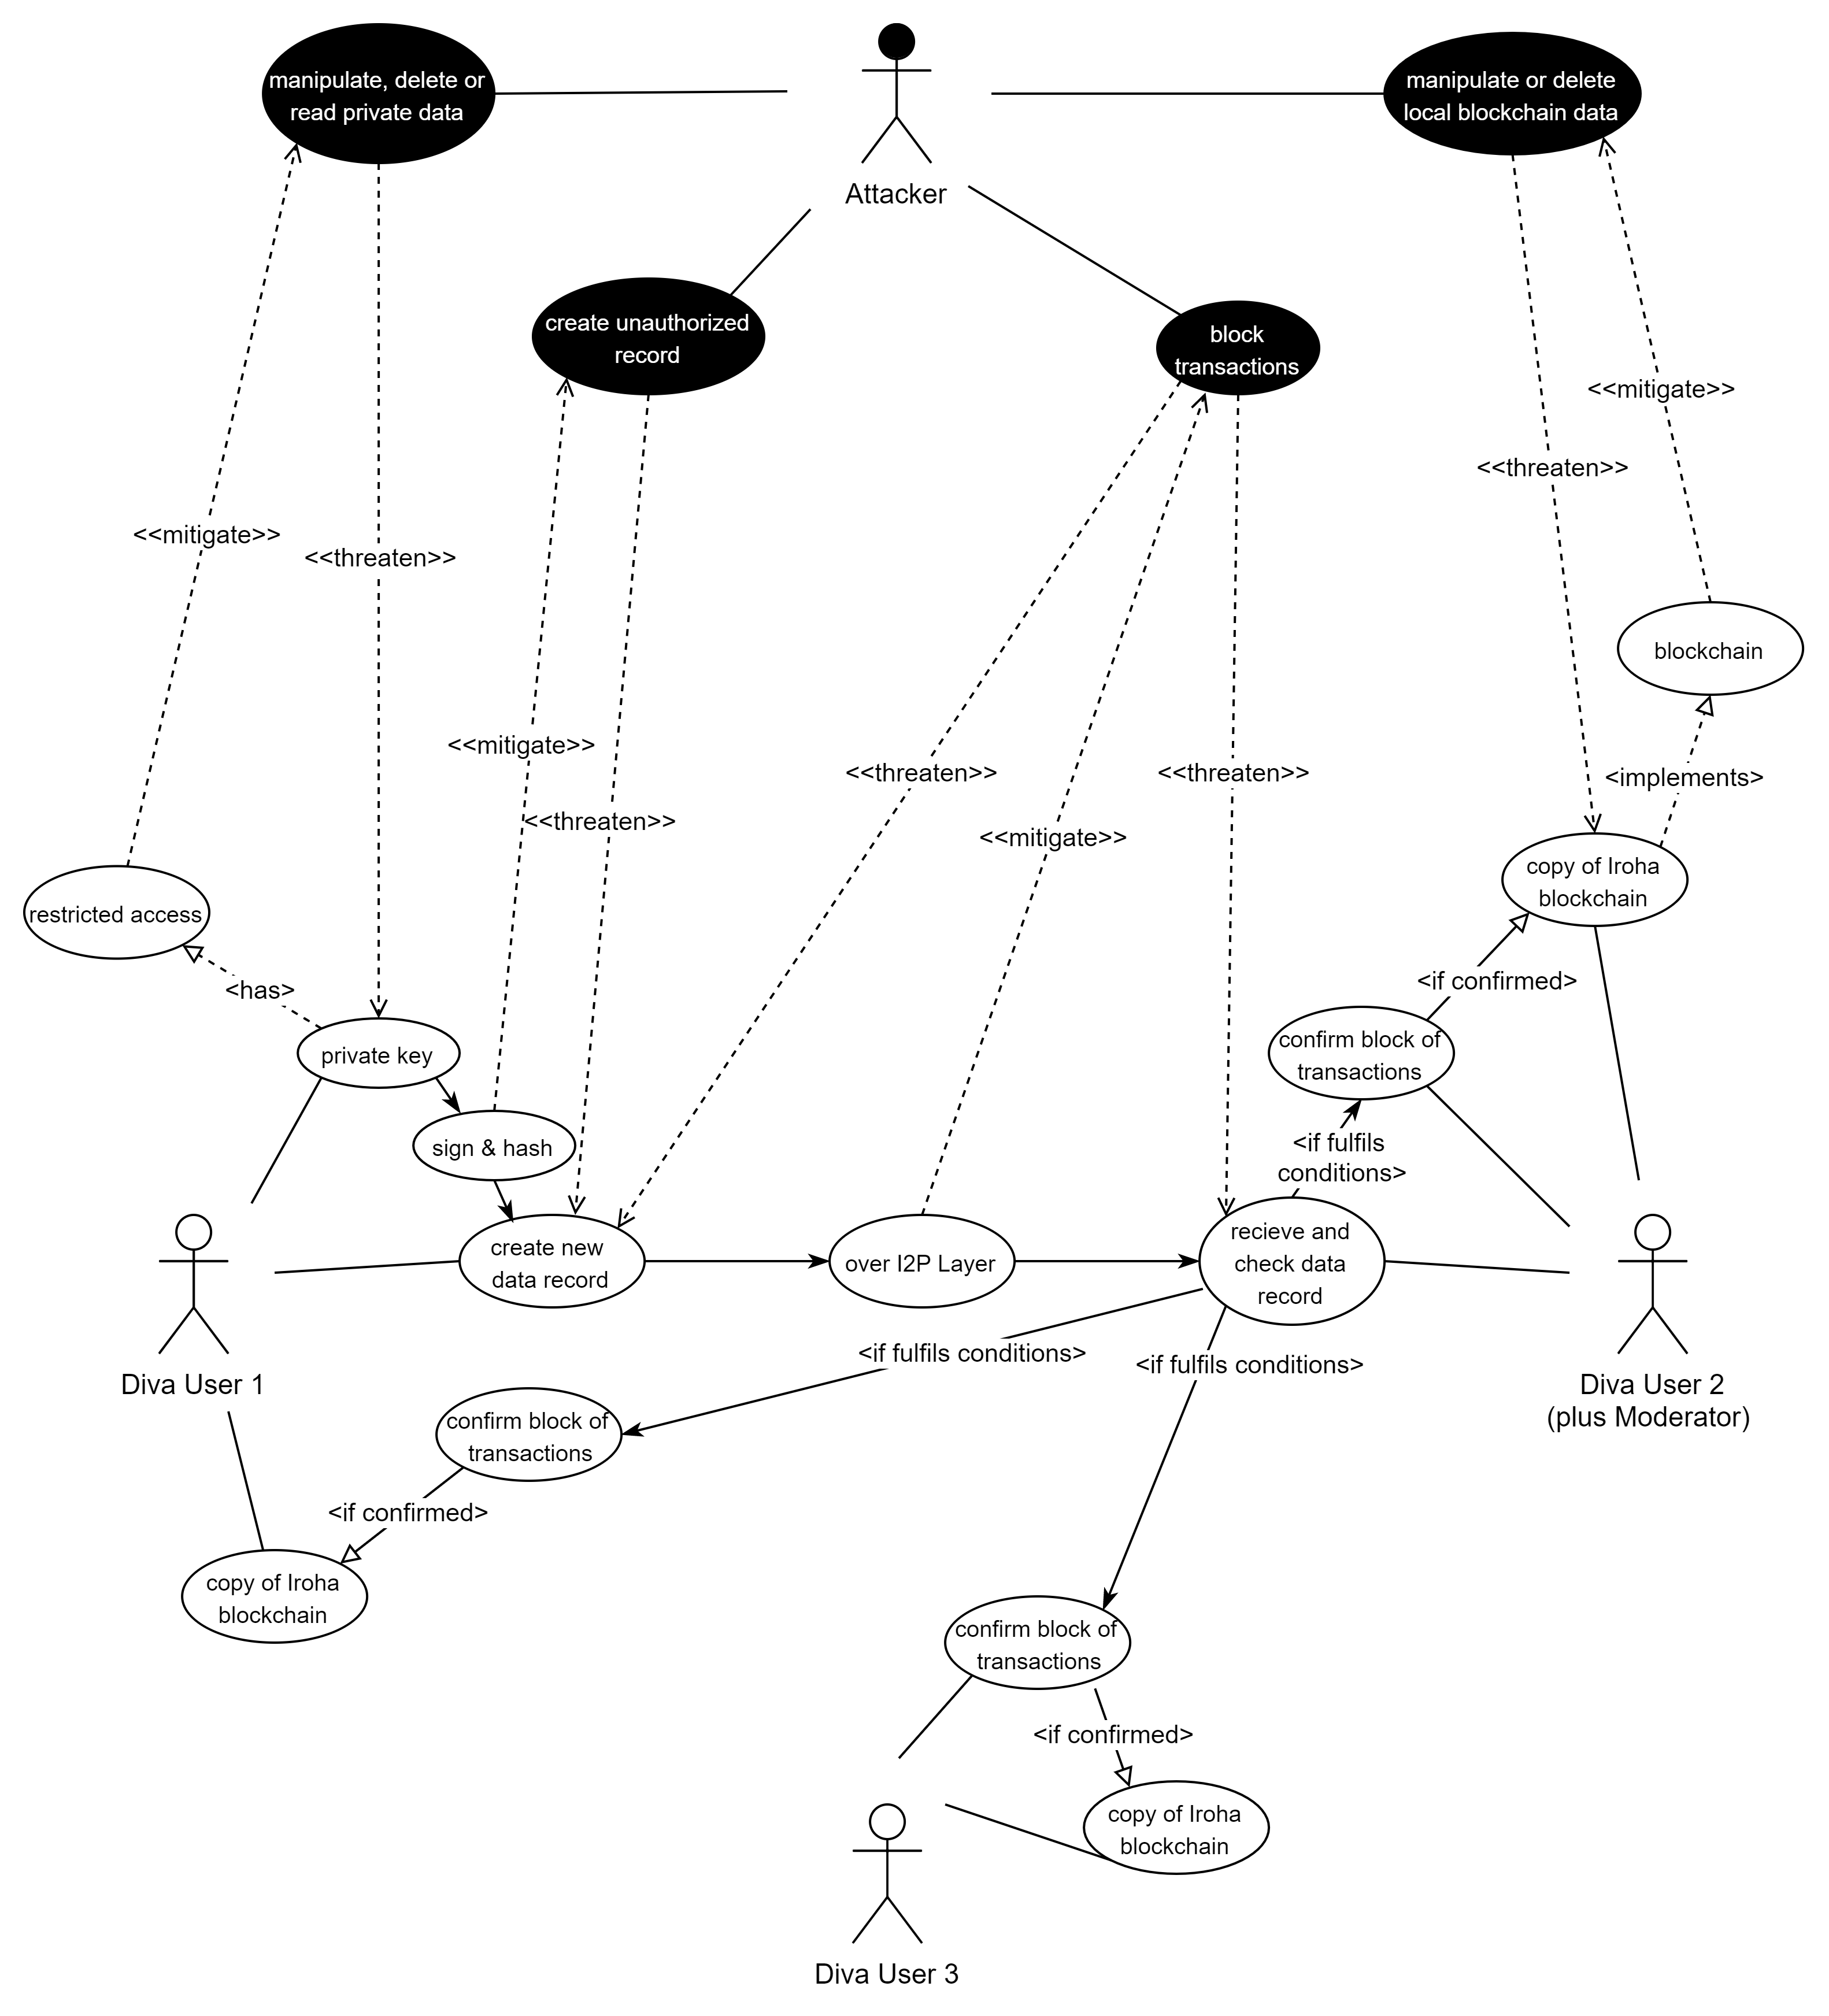 manipulate, delete or
read private data
manipulate or delete
local blockchain data
Attacker
create unauthorized
record
block
transactions
<<mitigate>>
<<threaten>>
<<mitigate>>
<<threaten>>
blockchain
<<mitigate>>
<<threaten>>
<<threaten>>
<implements>
<<threaten>>
<<mitigate>>
copy of Iroha
blockchain
restricted access
<if confirmed>
<has>
private key
confirm block of
transactions
sign & hash
<if fulfils
conditions>
create new
data record
over I2P Layer
recieve and
check data
record
<if fulfils conditions>
<if fulfils conditions>
Diva User 1
Diva User 2
(plus Moderator)
confirm block of
transactions
<if confirmed>
copy of Iroha
blockchain
confirm block of
transactions
<if confirmed>
copy of Iroha
blockchain
Diva User 3